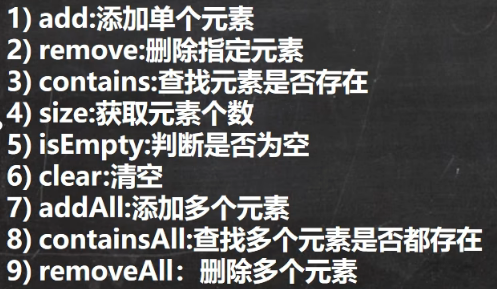 1) add:添加单个元素
2) remove:删除指定元素
3) contains:查找元素是否存在
4) size:获取元素个数
5) isEmpty:判断是否为空
6) clear:清空
7) addAll:添加多个元素
8) containsAll:查找多个元素是否都存在
9) removeAll：删除多个元素